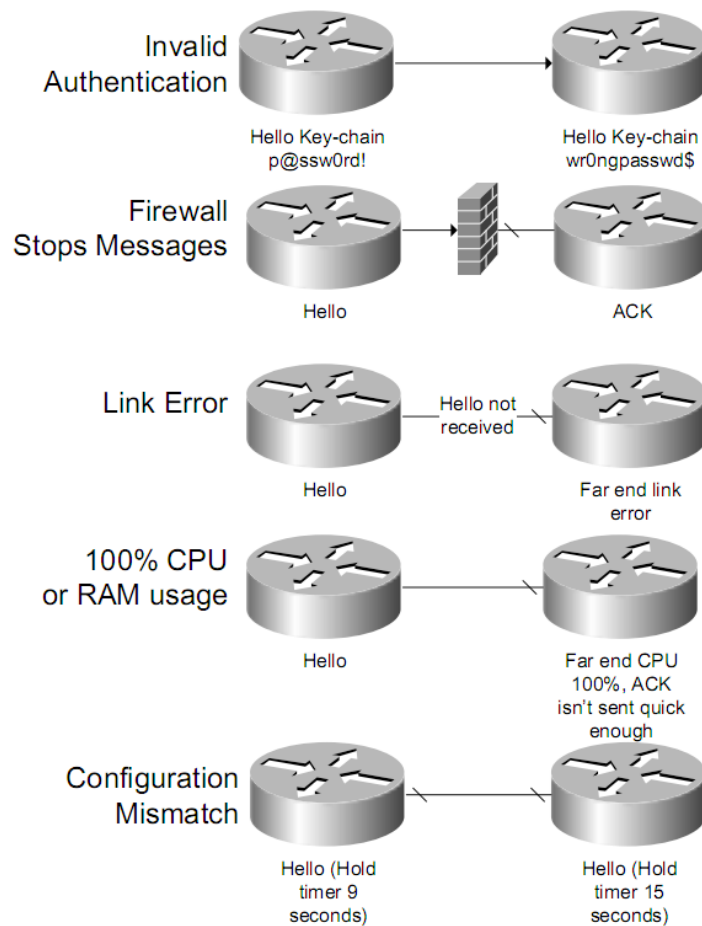 Invalid
Authentication
Hello Key-chain
p@ssw0rd!
Hello Key-chain
wr0ngpasswd$
Firewall
Stops Messages
Hello
ACK
Link Error
Hello not
received
Hello
Far end link
error
100% CPU
or RAM usage
Hello
Far end CPU
100%, ACK
isn't sent quick
enough
Configuration
Mismatch
Hello (Hold
timer 9
seconds)
Hello (Hold
timer 15
seconds)